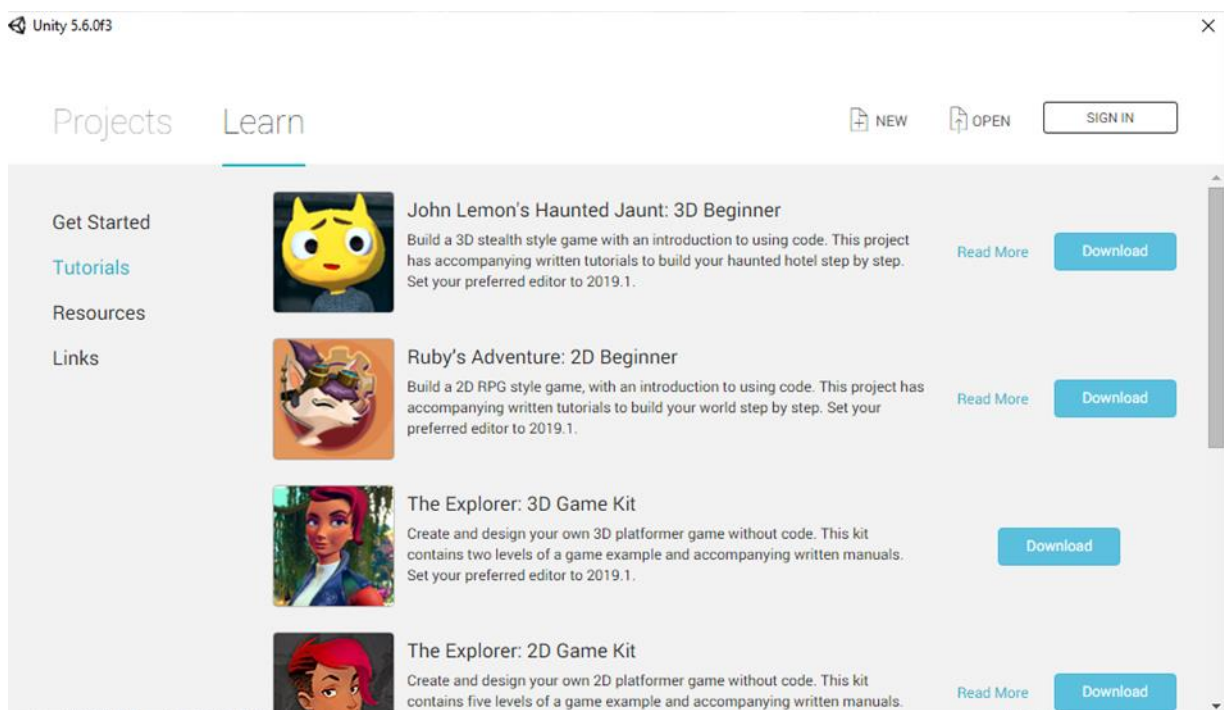 Unity 5.6.0f3
Projects
Learn
NEW
OPEN
SIGN IN
Get Started
Tutorials
Resources
Links
John Lemon's Haunted Jaunt: 3D Beginner
Build a 3D stealth style game with an introduction to using code. This project
has accompanying written tutorials to build your haunted hotel step by step.
Set your preferred editor to 2019.1.
Read More
Download
Ruby's Adventure: 2D Beginner
Build a 2D RPG style game, with an introduction to using code. This project has
accompanying written tutorials to build your world step by step. Set your
preferred editor to 2019.1.
Read More
Download
The Explorer: 3D Game Kit
Create and design your own 3D platformer game without code. This kit
contains two levels of a game example and accompanying written manuals.
Set your preferred editor to 2019.1.
Download
The Explorer: 2D Game Kit
Create and design your own 2D platformer game without code. This kit
contains five levels of a game example and accompanying written manuals.
Read More
Download